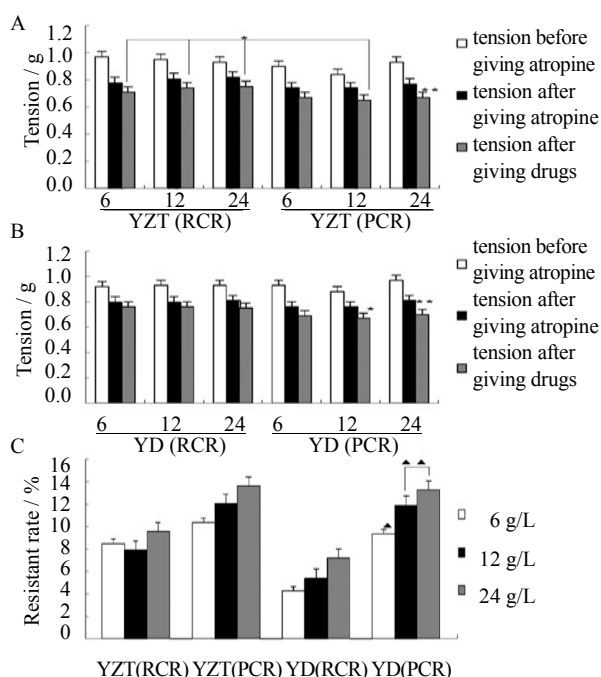 A
1.2
1.0
0.8
0.6
0.4
0.2
0.0
Tension / g
*
* *
6 12 24 6 12 24
YZT (RCR) YZT (PCR)
tension before
giving atropine
tension after
giving atropine
tension after
giving drugs
B
1.2
1.0
0.8
0.6
0.4
0.2
0.0
Tension / g
*
* *
6 12 24 6 12 24
YD (RCR) YD (PCR)
tension before
giving atropine
tension after
giving atropine
tension after
giving drugs
C
16
14
12
10
8
6
4
2
0
Resistant rate / %
YZT(RCR) YZT(PCR) YD(RCR) YD(PCR)
6 g/L
12 g/L
24 g/L